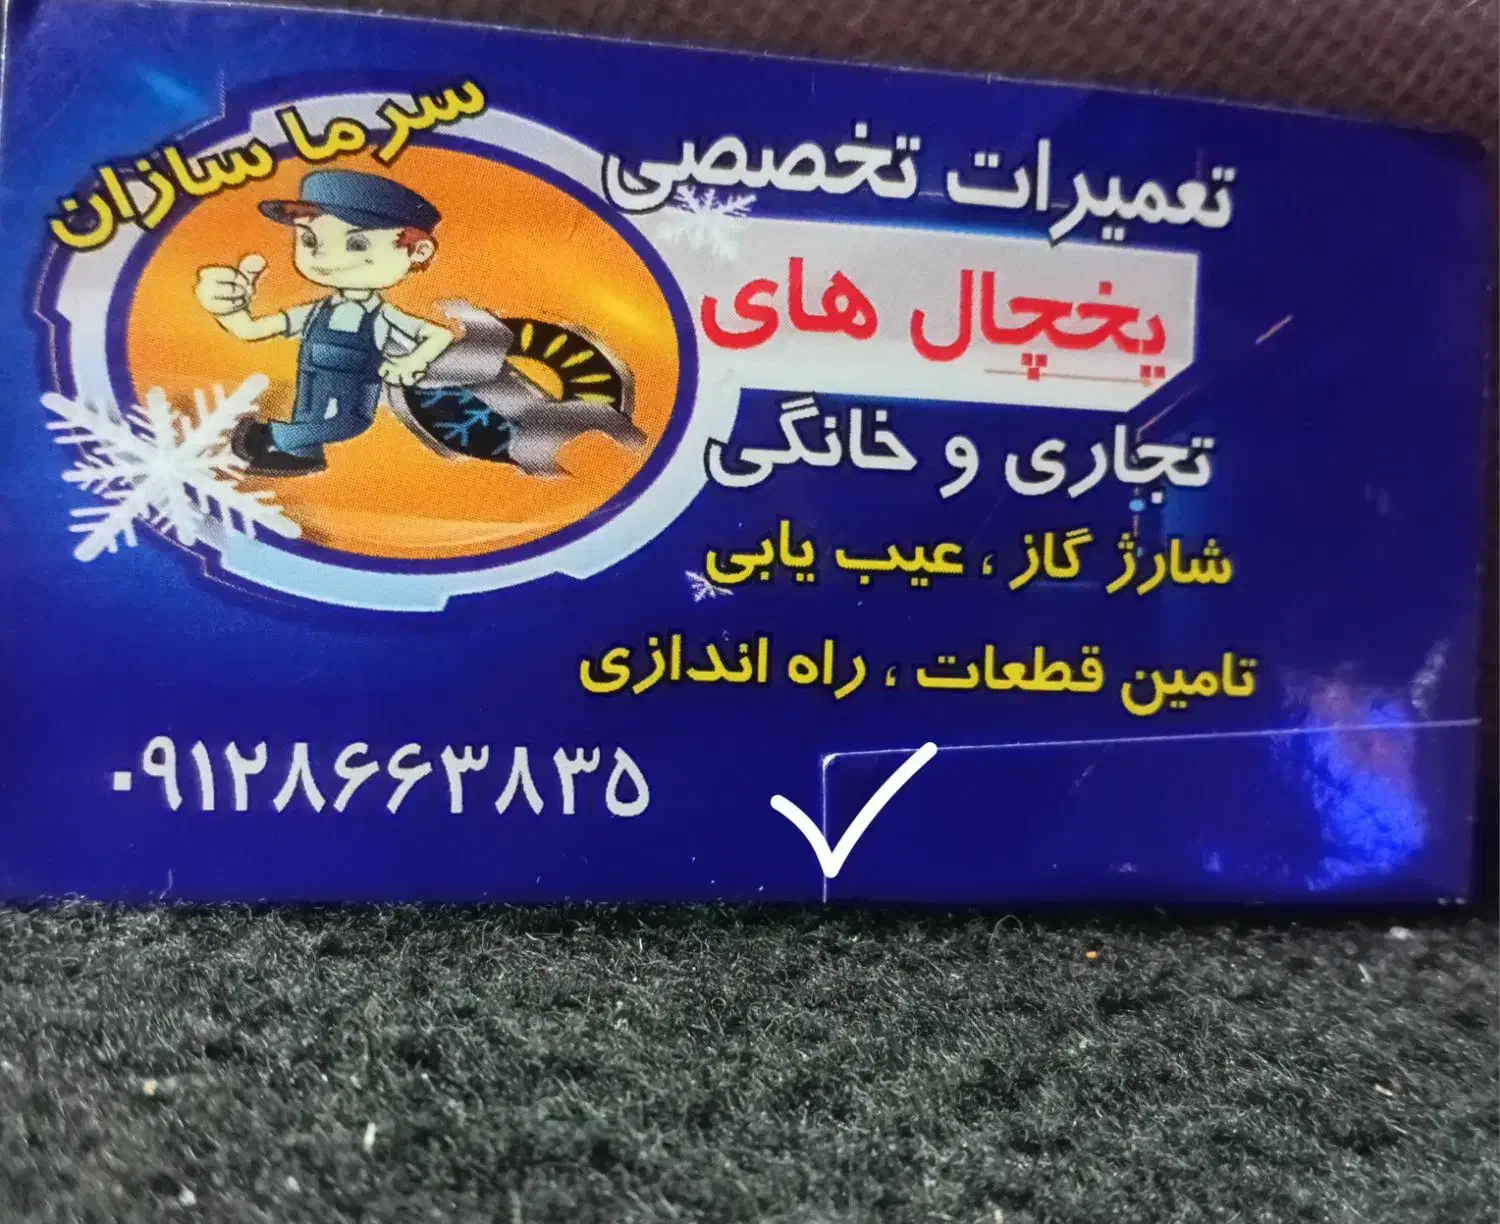 سرما سازان
تعمیرات تخصصی
یخچال های
تجاری و خانگی
شارژ گاز ، عیب یابی
تامین قطعات ، راه اندازی
۰۹۱۲۸۶۶۳۸۳۵